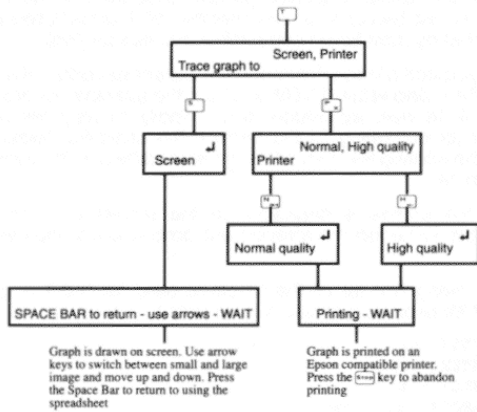 T
Screen, Printer
Trace graph to
S
P
Screen
Normal, High quality
Printer
N
H
Normal quality
High quality
SPACE BAR to return - use arrows - WAIT
Printing - WAIT
Graph is drawn on screen. Use arrow
keys to switch between small and large
image and move up and down. Press
the Space Bar to return to using the
spreadsheet
Graph is printed on an
Epson compatible printer.
Press the STOP key to abandon
printing